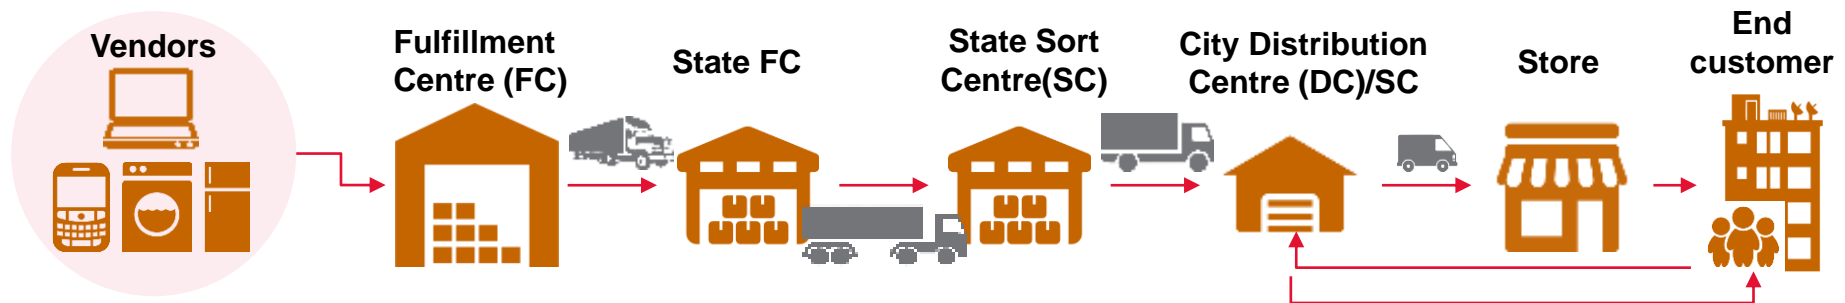 Vendors
Fulfillment
Centre (FC)
State FC
State Sort
Centre(SC)
City Distribution
Centre (DC)/SC
Store
End
customer